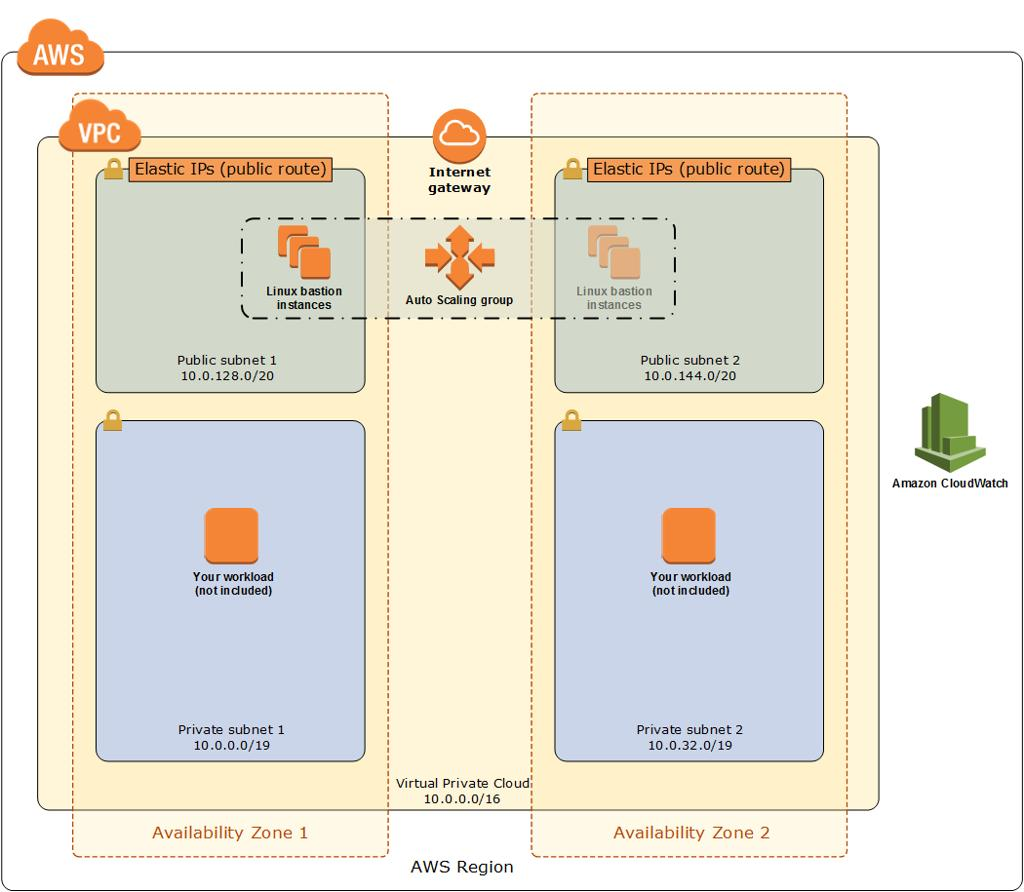 AWS
VPC
Elastic IPs (public route)
Elastic IPs (public route)
Internet
gateway
Linux bastion
instances
Auto Scaling group
Linux bastion
instances
Public subnet 1
10.0.128.0/20
Public subnet 2
10.0.144.0/20
Amazon CloudWatch
Your workload
(not included)
Your workload
(not included)
Private subnet 1
10.0.0.0/19
Private subnet 2
10.0.32.0/19
Virtual Private Cloud
10.0.0.0/16
Availability Zone 1
Availability Zone 2
AWS Region